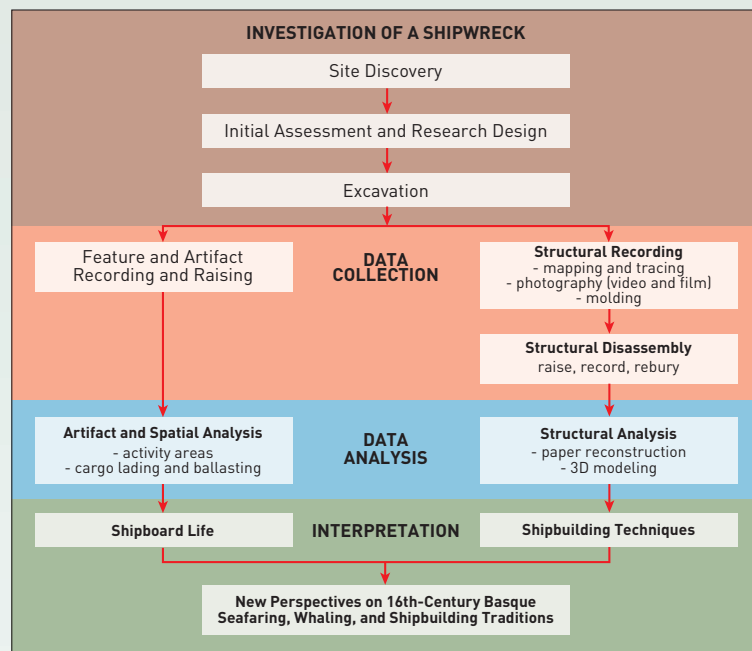 INVESTIGATION OF A SHIPWRECK
Site Discovery
Initial Assessment and Research Design
Excavation
Feature and Artifact
Recording and Raising
DATA
COLLECTION
Structural Recording
- mapping and tracing
- photography (video and film)
- molding
Structural Disassembly
raise, record, rebury
Artifact and Spatial Analysis
- activity areas
- cargo lading and ballasting
DATA
ANALYSIS
Structural Analysis
- paper reconstruction
- 3D modeling
Shipboard Life
INTERPRETATION
Shipbuilding Techniques
New Perspectives on 16th-Century Basque
Seafaring, Whaling, and Shipbuilding Traditions